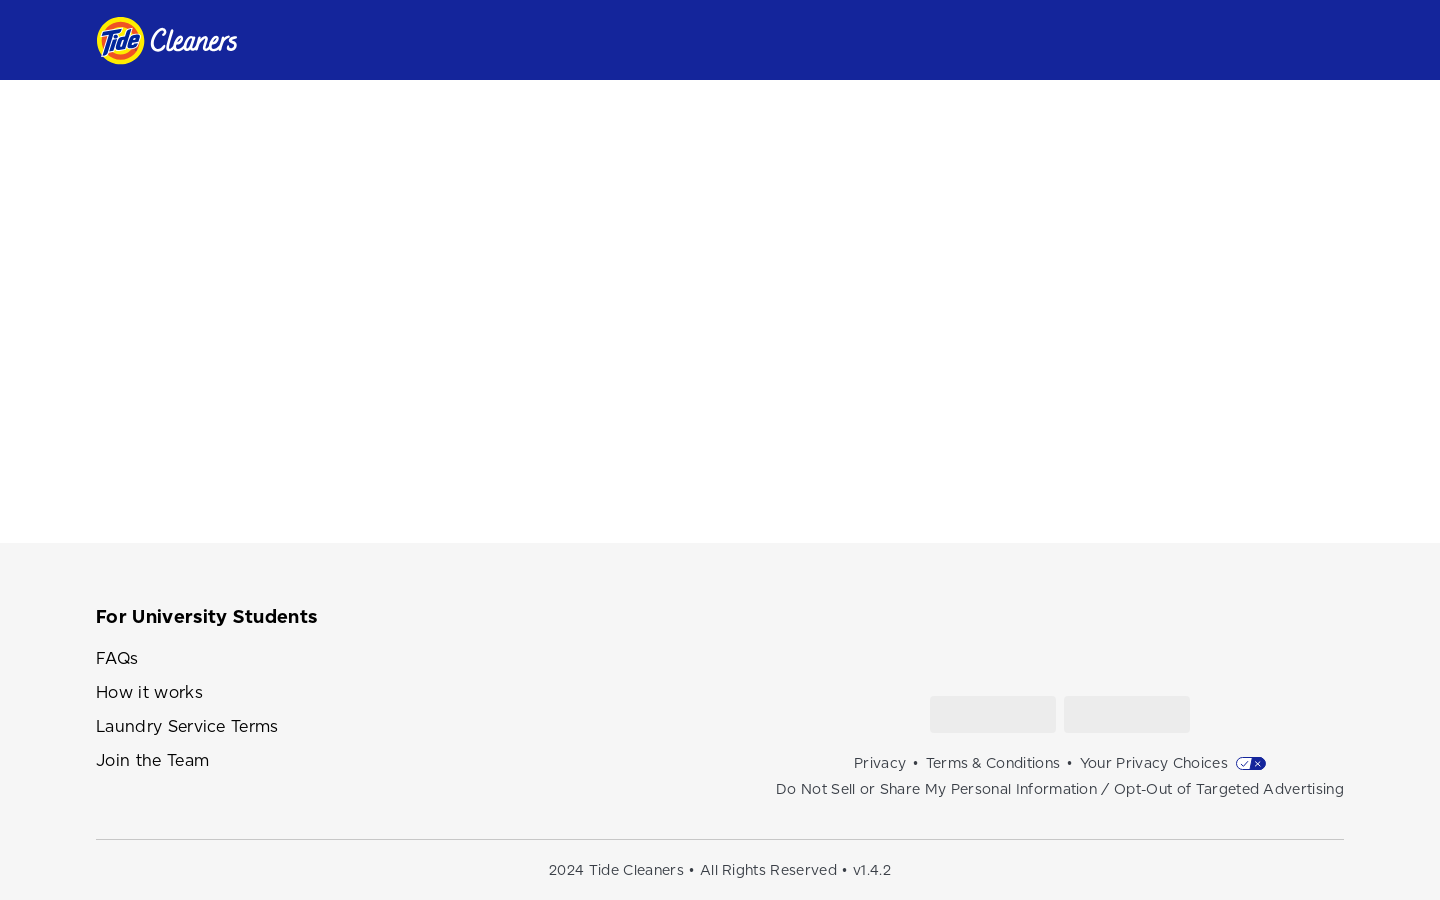 Tide Cleaners
For University Students
FAQs
How it works
Laundry Service Terms
Join the Team
Privacy • Terms & Conditions • Your Privacy Choices
Do Not Sell or Share My Personal Information / Opt-Out of Targeted Advertising
2024 Tide Cleaners • All Rights Reserved • v1.4.2